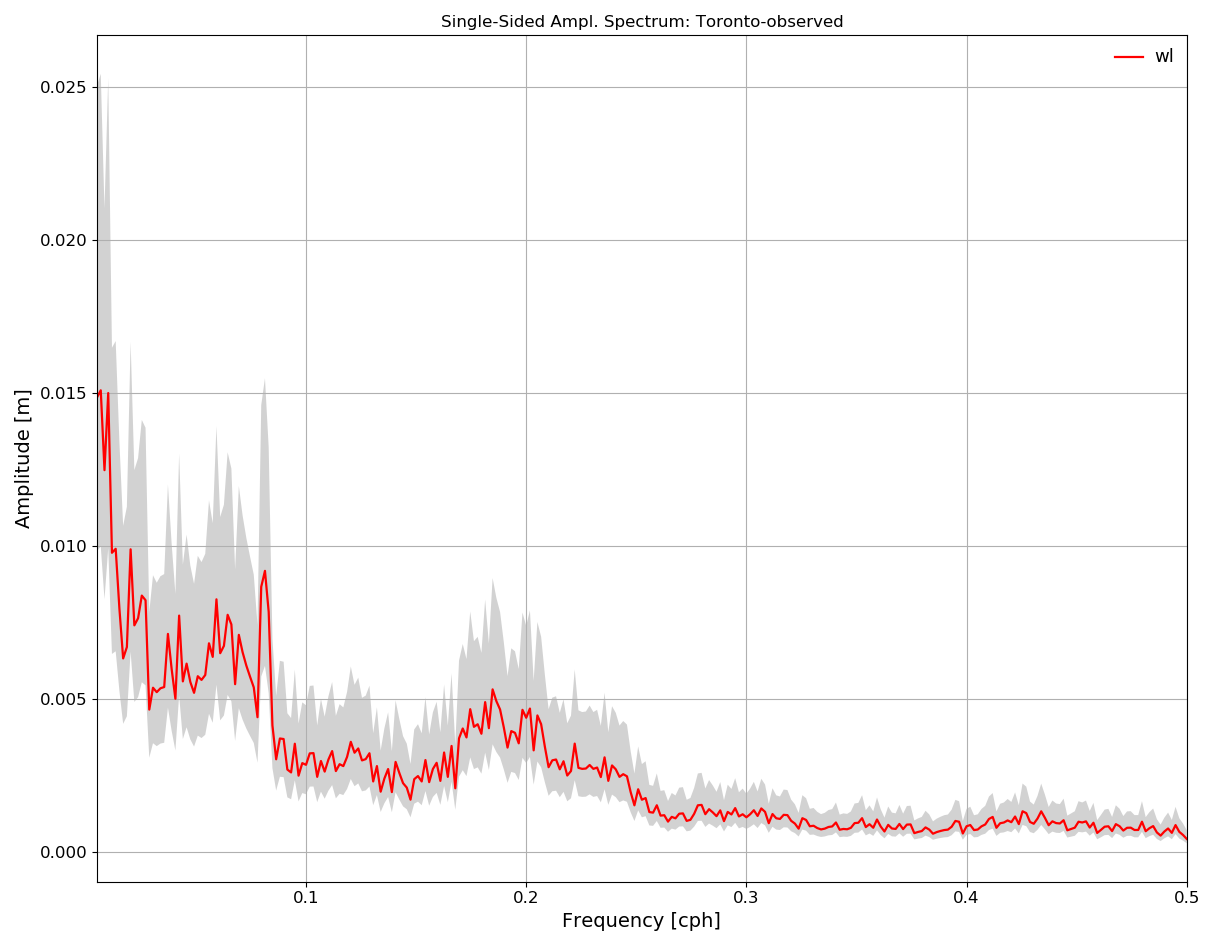 Single-Sided Ampl. Spectrum: Toronto-observed
wl
0.025
0.020
0.015
0.010
0.005
0.000
Amplitude [m]
0.1
0.2
0.3
0.4
0.5
Frequency [cph]